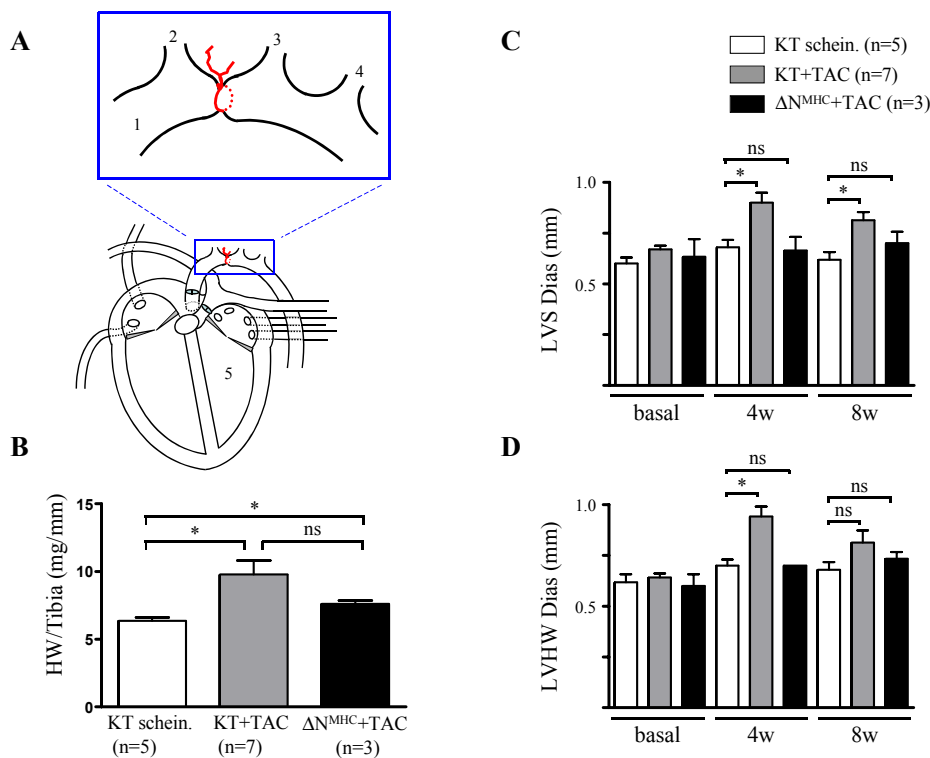 A
2
3
4
1
5
B
HW/Tibia (mg/mm)
15
10
5
0
*
*
ns
KT schein.
(n=5)
KT+TAC
(n=7)
ΔN^MHC+TAC
(n=3)
C
KT schein. (n=5)
KT+TAC (n=7)
ΔN^MHC+TAC (n=3)
LVS Dias (mm)
1.0
0.5
ns
*
ns
*
basal
4w
8w
D
LVHW Dias (mm)
1.0
0.5
ns
*
ns
ns
basal
4w
8w